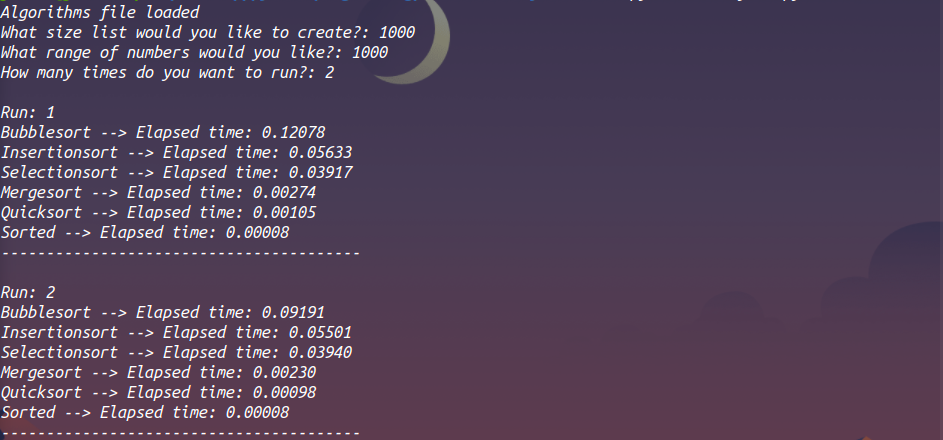 Algorithms file loaded
What size list would you like to create?: 1000
What range of numbers would you like?: 1000
How many times do you want to run?: 2
Run: 1
Bubblesort --> Elapsed time: 0.12078
Insertionsort --> Elapsed time: 0.05633
Selectionsort --> Elapsed time: 0.03917
Mergesort --> Elapsed time: 0.00274
Quicksort --> Elapsed time: 0.00105
Sorted --> Elapsed time: 0.00008
----------------------------------------
Run: 2
Bubblesort --> Elapsed time: 0.09191
Insertionsort --> Elapsed time: 0.05501
Selectionsort --> Elapsed time: 0.03940
Mergesort --> Elapsed time: 0.00230
Quicksort --> Elapsed time: 0.00098
Sorted --> Elapsed time: 0.00008
----------------------------------------